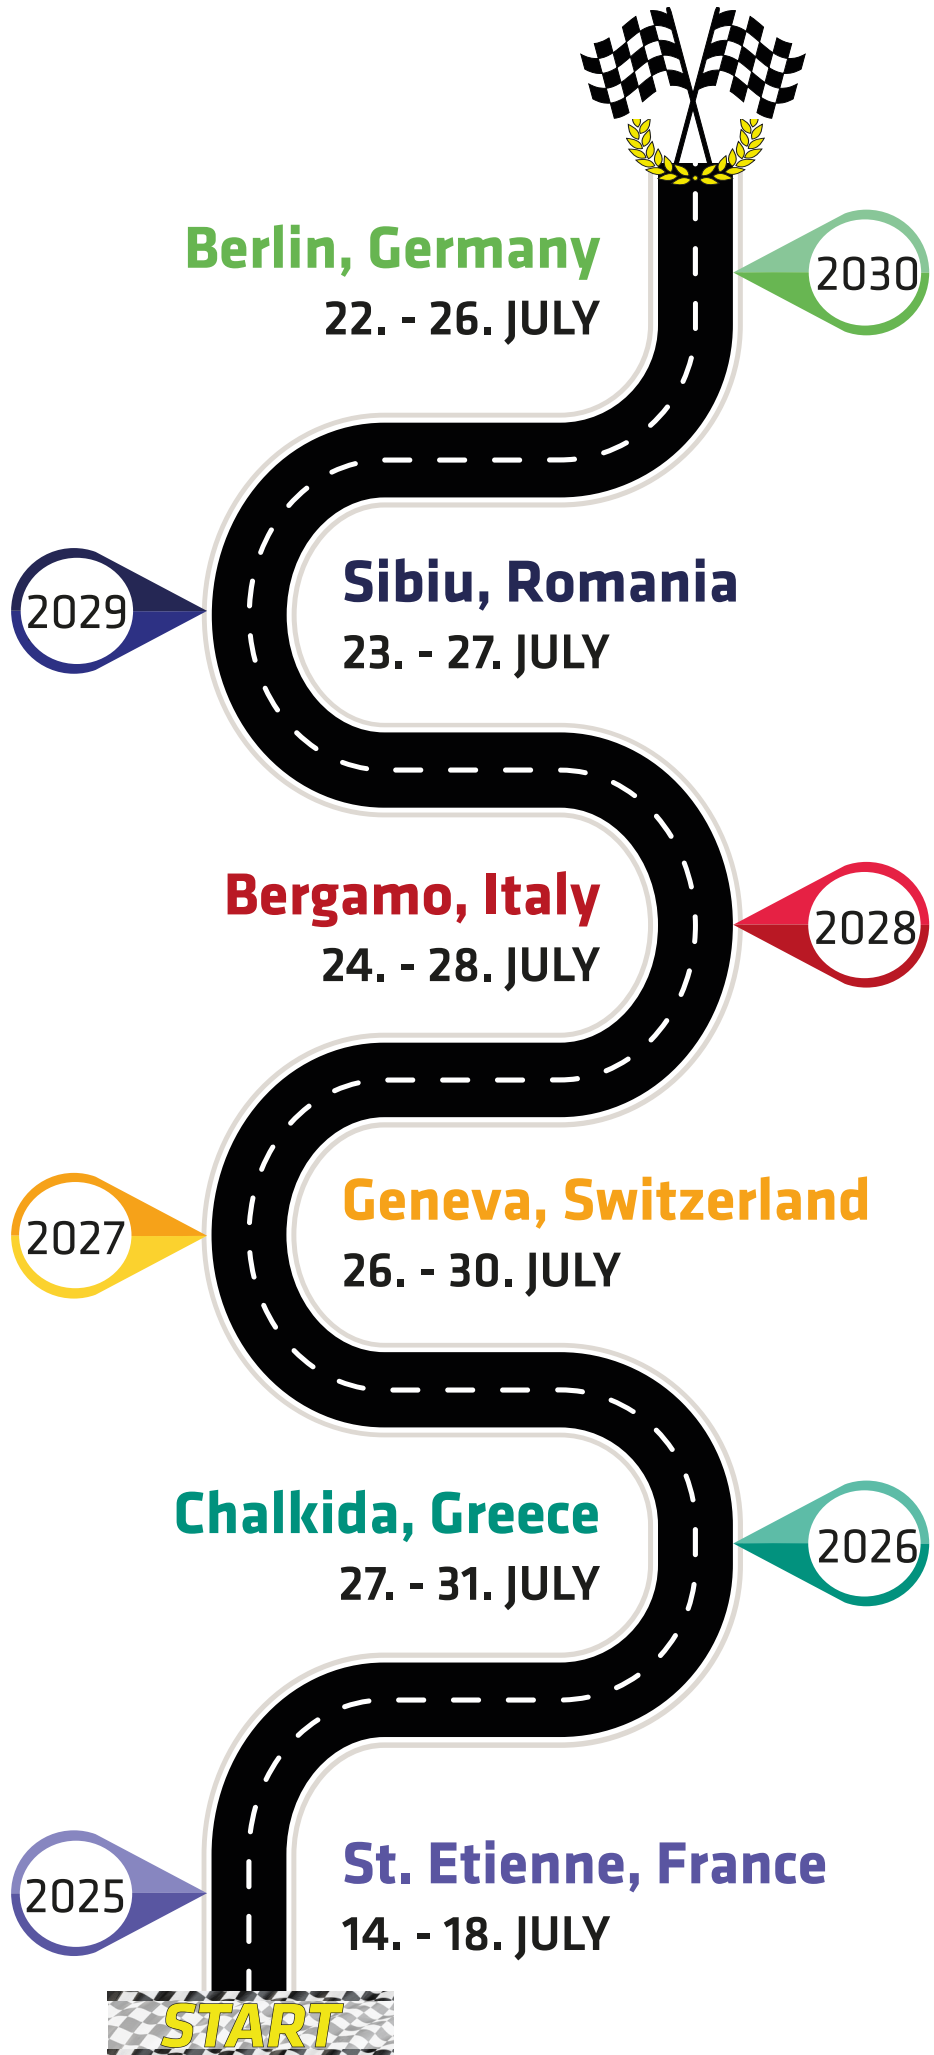 Berlin, Germany
22. - 26. JULY
2030
2029
Sibiu, Romania
23. - 27. JULY
Bergamo, Italy
24. - 28. JULY
2028
2027
Geneva, Switzerland
26. - 30. JULY
Chalkida, Greece
27. - 31. JULY
2026
2025
St. Etienne, France
14. - 18. JULY
START